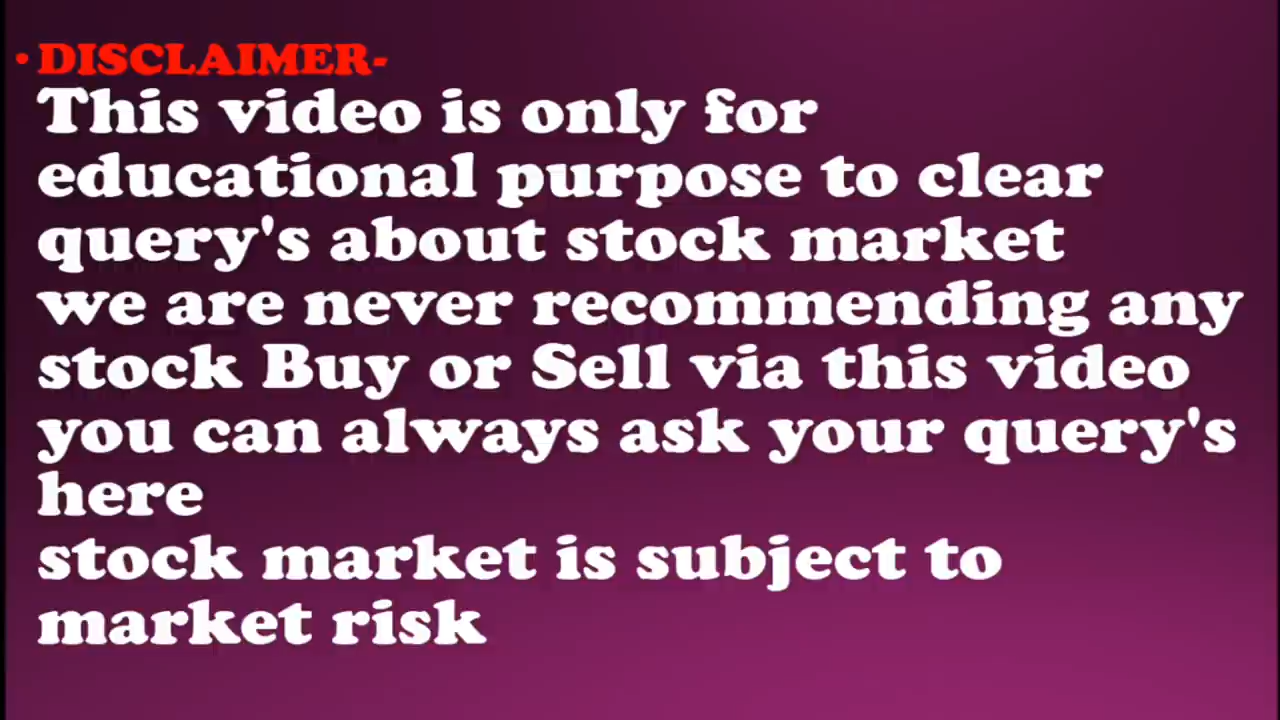 • DISCLAIMER-
This video is only for
educational purpose to clear
query's about stock market
we are never recommending any
stock Buy or Sell via this video
you can always ask your query's
here
stock market is subject to
market risk